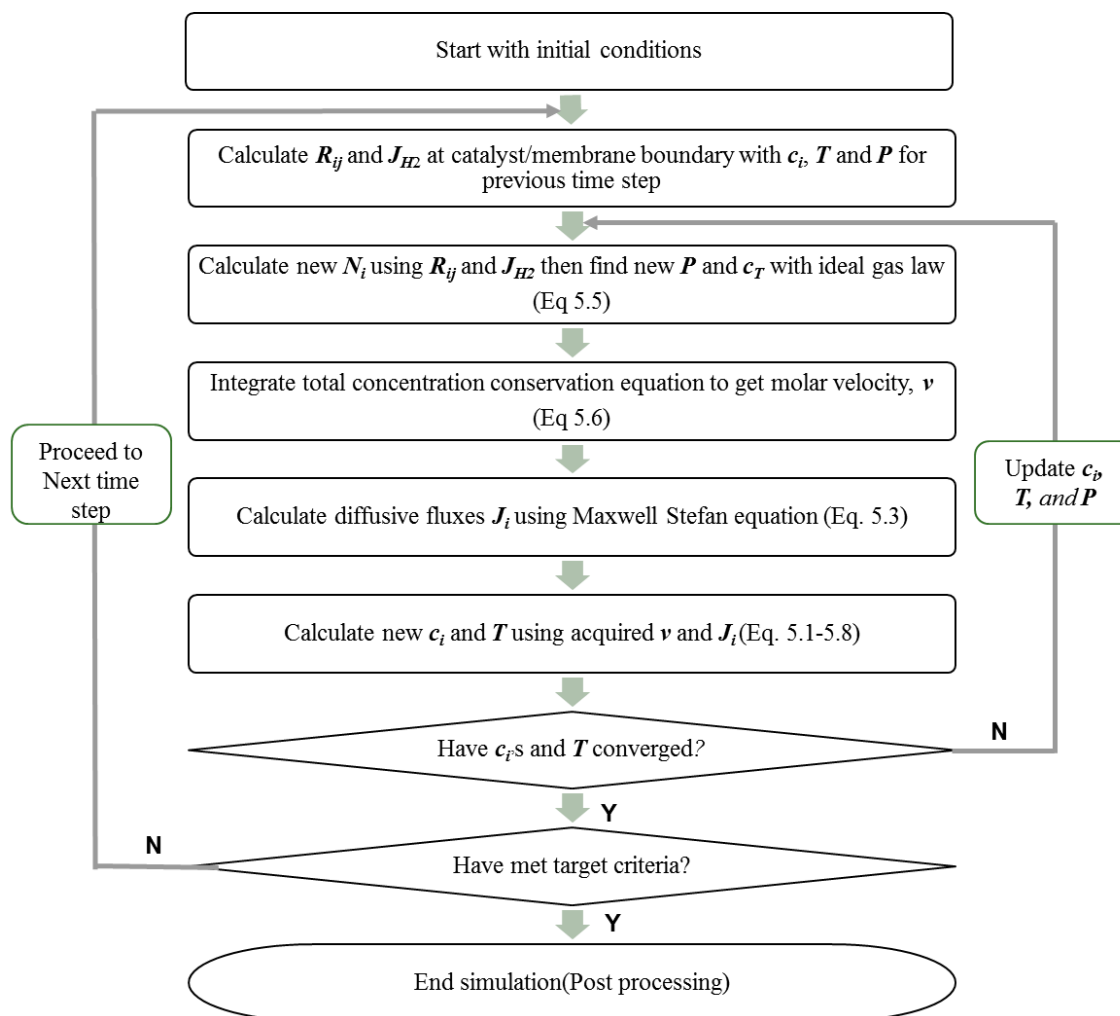 Start with initial conditions
Calculate R_ij and J_H2 at catalyst/membrane boundary with c_i, T and P for
previous time step
Calculate new N_i using R_ij and J_H2 then find new P and c_T with ideal gas law
(Eq 5.5)
Integrate total concentration conservation equation to get molar velocity, v
(Eq 5.6)
Proceed to
Next time
step
Update c_i,
T, and P
Calculate diffusive fluxes J_i using Maxwell Stefan equation (Eq. 5.3)
Calculate new c_i and T using acquired v and J_i (Eq. 5.1-5.8)
Have c_i's and T converged?
N
Y
N
Have met target criteria?
Y
End simulation(Post processing)